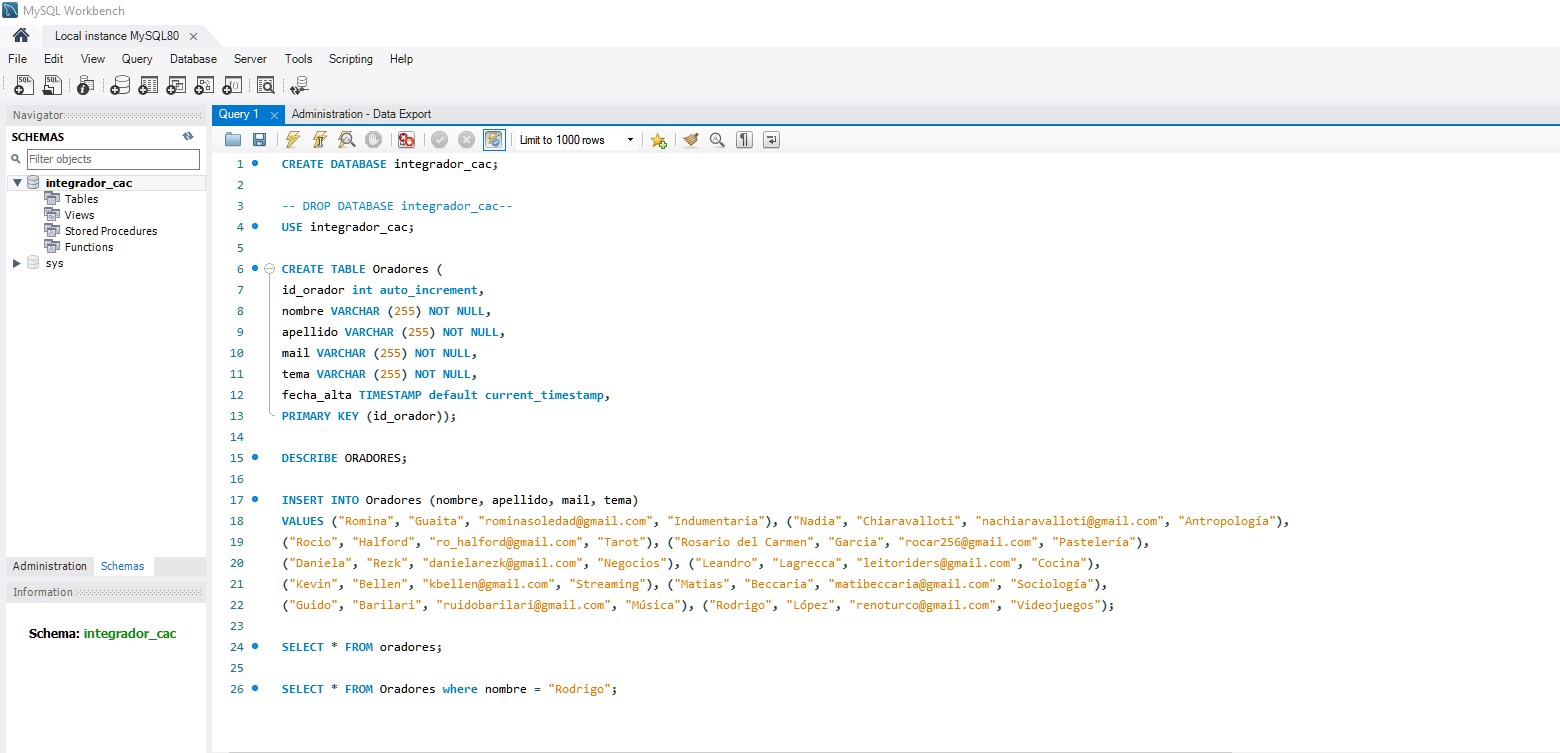 MySQL Workbench
Local instance MySQL80
File Edit View Query Database Server Tools Scripting Help
Navigator
SCHEMAS
Filter objects
integrador_cac
Tables
Views
Stored Procedures
Functions
sys
Administration Schemas
Information
Schema: integrador_cac
Query 1 Administration - Data Export
Limit to 1000 rows
1 CREATE DATABASE integrador_cac;
2
3 -- DROP DATABASE integrador_cac--
4 USE integrador_cac;
5
6 CREATE TABLE Oradores (
7 id_orador int auto_increment,
8 nombre VARCHAR (255) NOT NULL,
9 apellido VARCHAR (255) NOT NULL,
10 mail VARCHAR (255) NOT NULL,
11 tema VARCHAR (255) NOT NULL,
12 fecha_alta TIMESTAMP default current_timestamp,
13 PRIMARY KEY (id_orador));
14
15 DESCRIBE ORADORES;
16
17 INSERT INTO Oradores (nombre, apellido, mail, tema)
18 VALUES ("Romina", "Guaita", "rominasoledad@gmail.com", "Indumentaria"), ("Nadia", "Chiaravalloti", "nachiaravalloti@gmail.com", "Antropología"),
19 ("Rocio", "Halford", "ro_halford@gmail.com", "Tarot"), ("Rosario del Carmen", "Garcia", "rocar256@gmail.com", "Pastelería"),
20 ("Daniela", "Rezk", "danielarezk@gmail.com", "Negocios"), ("Leandro", "Lagrecca", "leitoriders@gmail.com", "Cocina"),
21 ("Kevin", "Bellen", "kbellen@gmail.com", "Streaming"), ("Matias", "Beccaria", "matibeccaria@gmail.com", "Sociología"),
22 ("Guido", "Barilari", "ruidobarilari@gmail.com", "Música"), ("Rodrigo", "López", "renoturco@gmail.com", "Videojuegos");
23
24 SELECT * FROM oradores;
25
26 SELECT * FROM Oradores where nombre = "Rodrigo";